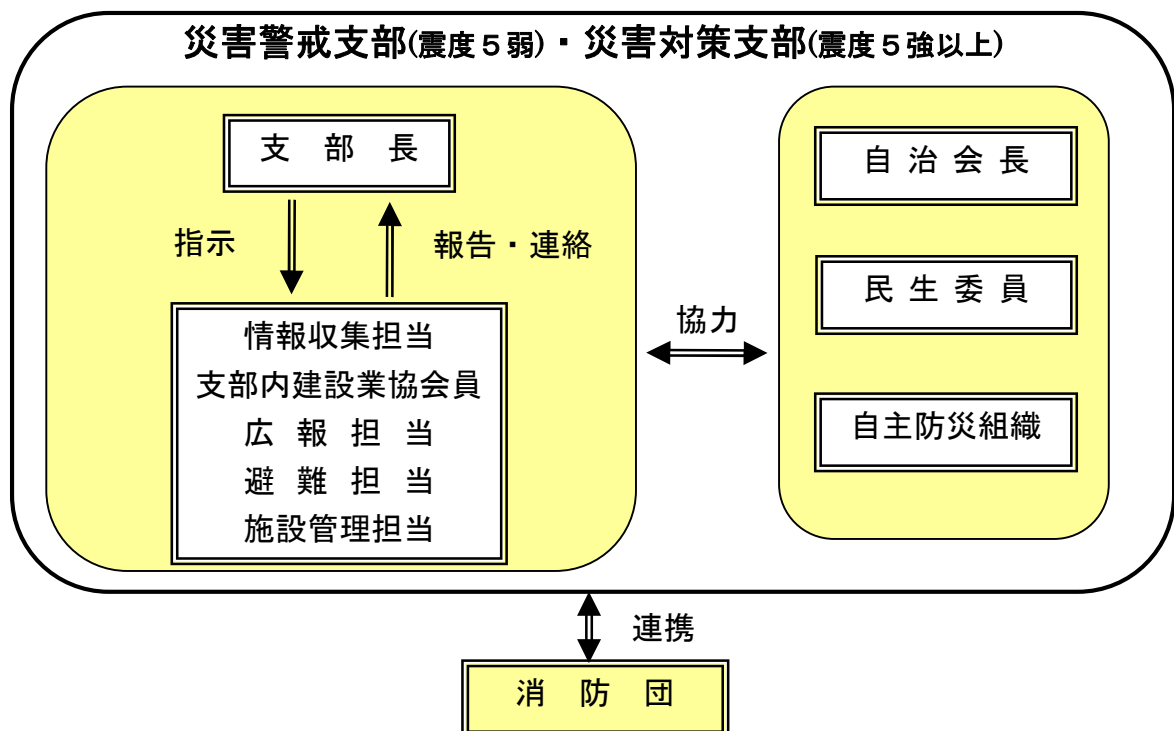 災害警戒支部(震度５弱)・災害対策支部(震度５強以上)
支　部　長
指示
報告・連絡
情報収集担当
支部内建設業協会員
広　報　担　当
避　難　担　当
施設管理担当
協力
自 治 会 長
民 生 委 員
自主防災組織
連携
消　防　団